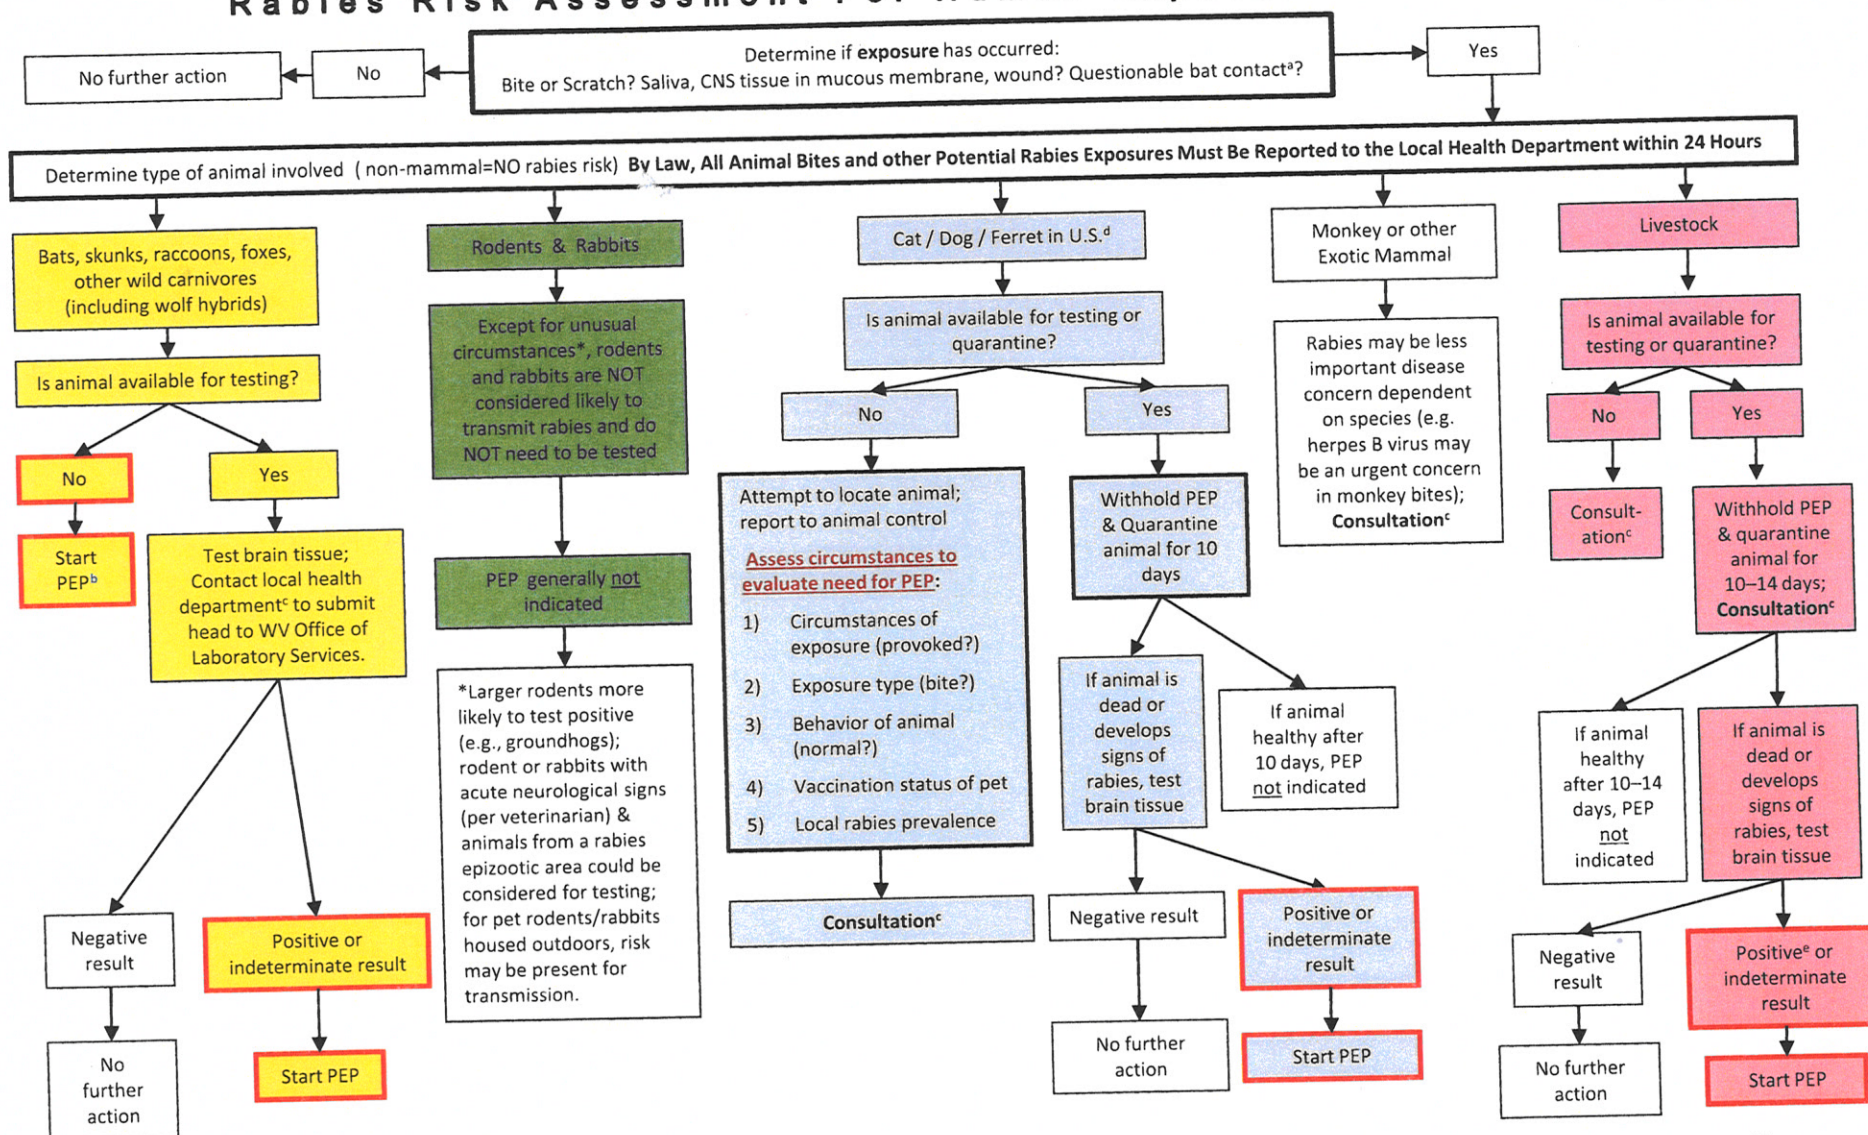 Rabies Risk Assessment For
No further action
No
Determine if exposure has occurred:
Bite or Scratch? Saliva, CNS tissue in mucous membrane, wound? Questionable bat contactᵃ?
Yes
Determine type of animal involved ( non-mammal=NO rabies risk) By Law, All Animal Bites and other Potential Rabies Exposures Must Be Reported to the Local Health Department within 24 Hours
Bats, skunks, raccoons, foxes,
other wild carnivores
(including wolf hybrids)
Is animal available for testing?
No
Yes
Start
PEPᵇ
Test brain tissue;
Contact local health
departmentᶜ to submit
head to WV Office of
Laboratory Services.
Negative
result
Positive or
indeterminate result
No
further
action
Start PEP
Rodents & Rabbits
Except for unusual
circumstances*, rodents
and rabbits are NOT
considered likely to
transmit rabies and do
NOT need to be tested
PEP generally not
indicated
*Larger rodents more
likely to test positive
(e.g., groundhogs);
rodent or rabbits with
acute neurological signs
(per veterinarian) &
animals from a rabies
epizootic area could be
considered for testing;
for pet rodents/rabbits
housed outdoors, risk
may be present for
transmission.
Cat / Dog / Ferret in U.S.ᵈ
Is animal available for testing or
quarantine?
No
Yes
Attempt to locate animal;
report to animal control
Assess circumstances to
evaluate need for PEP:
1) Circumstances of
exposure (provoked?)
2) Exposure type (bite?)
3) Behavior of animal
(normal?)
4) Vaccination status of pet
5) Local rabies prevalence
Consultationᶜ
Withhold PEP
& Quarantine
animal for 10
days
If animal is
dead or
develops
signs of
rabies, test
brain tissue
If animal
healthy after
10 days, PEP
not indicated
Negative result
Positive or
indeterminate
result
No further
action
Start PEP
Monkey or other
Exotic Mammal
Rabies may be less
important disease
concern dependent
on species (e.g.
herpes B virus may
be an urgent concern
in monkey bites);
Consultationᶜ
Livestock
Is animal available for
testing or quarantine?
No
Yes
Consult-
ationᶜ
Withhold PEP
& quarantine
animal for
10–14 days;
Consultationᶜ
If animal
healthy
after 10–14
days, PEP
not
indicated
If animal is
dead or
develops
signs of
rabies, test
brain tissue
Negative
result
Positiveᵉ or
indeterminate
result
No further
action
Start PEP